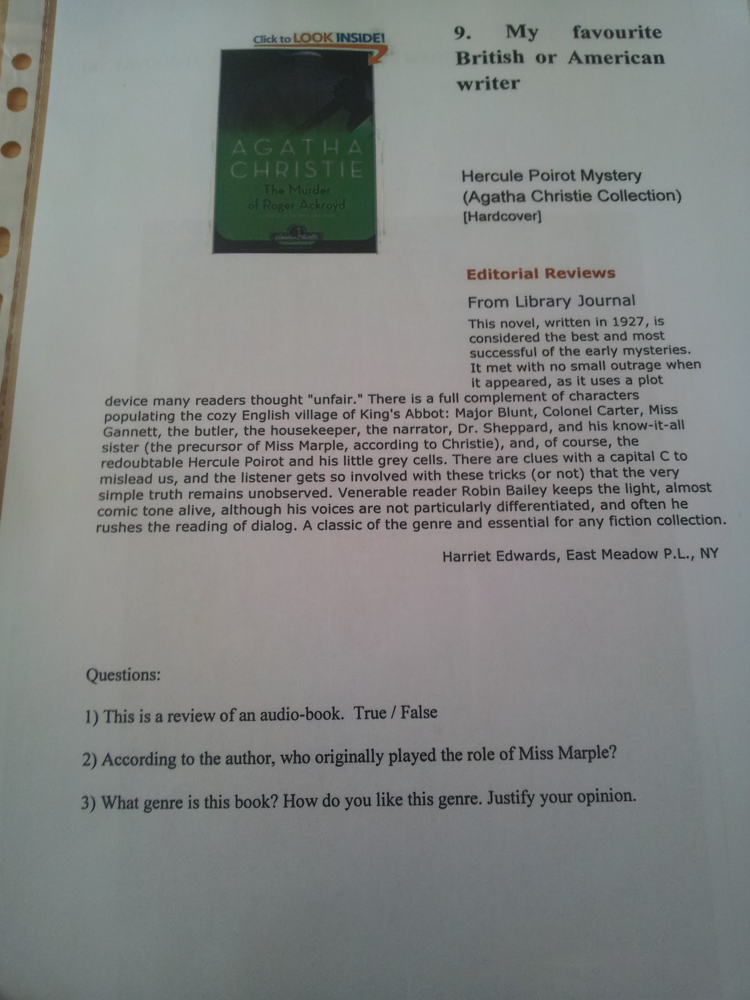 Click to LOOK INSIDE!
AGATHA
CHRISTIE
The Murder
of Roger Ackroyd
9. My favourite
British or American
writer
Hercule Poirot Mystery
(Agatha Christie Collection)
[Hardcover]
Editorial Reviews
From Library Journal
This novel, written in 1927, is
considered the best and most
successful of the early mysteries.
It met with no small outrage when
it appeared, as it uses a plot
device many readers thought "unfair." There is a full complement of characters
populating the cozy English village of King's Abbot: Major Blunt, Colonel Carter, Miss
Gannett, the butler, the housekeeper, the narrator, Dr. Sheppard, and his know-it-all
sister (the precursor of Miss Marple, according to Christie), and, of course, the
redoubtable Hercule Poirot and his little grey cells. There are clues with a capital C to
mislead us, and the listener gets so involved with these tricks (or not) that the very
simple truth remains unobserved. Venerable reader Robin Bailey keeps the light, almost
comic tone alive, although his voices are not particularly differentiated, and often he
rushes the reading of dialog. A classic of the genre and essential for any fiction collection.
Harriet Edwards, East Meadow P.L., NY
Questions:
1) This is a review of an audio-book. True / False
2) According to the author, who originally played the role of Miss Marple?
3) What genre is this book? How do you like this genre. Justify your opinion.